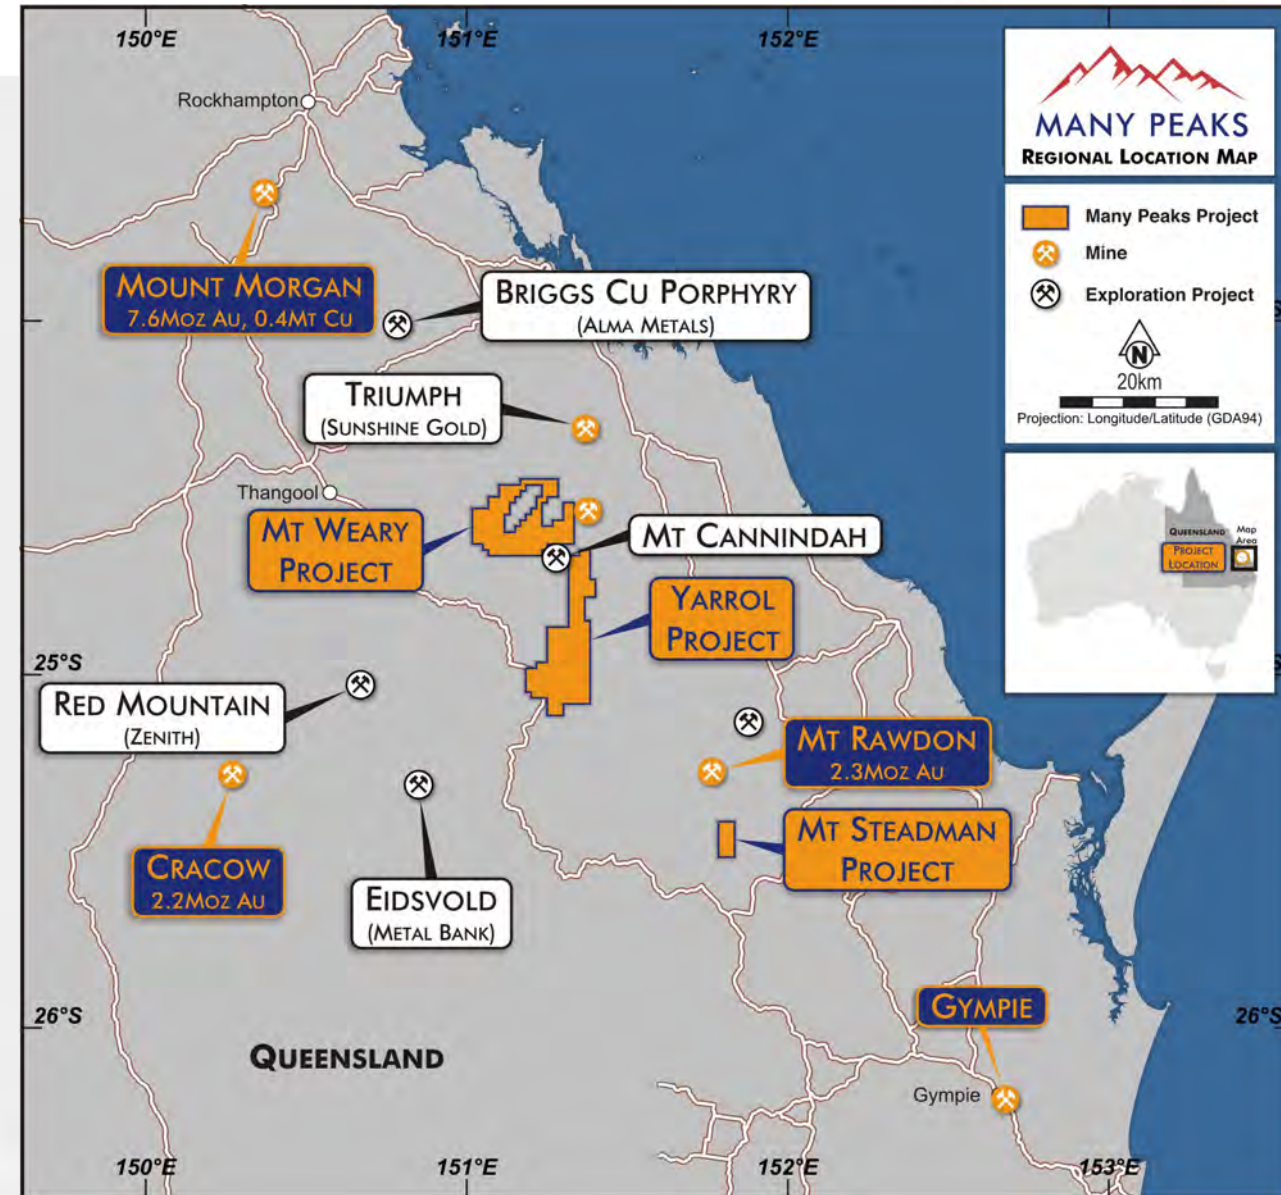 150°E
151°E
152°E
Rockhampton
MANY PEAKS
REGIONAL LOCATION MAP
Many Peaks Project
Mine
Exploration Project
N
20km
Projection: Longitude/Latitude (GDA94)
MOUNT MORGAN
7.6MOZ AU, 0.4MT CU
BRIGGS CU PORPHYRY
(ALMA METALS)
TRIUMPH
(SUNSHINE GOLD)
Thangool
MT WEARY
PROJECT
MT CANNINDAH
YARROL
PROJECT
QUEENSLAND
Map
Area
PROJECT
LOCATION
25°S
RED MOUNTAIN
(ZENITH)
MT RAWDON
2.3MOZ AU
CRACOW
2.2MOZ AU
EIDSVOLD
(METAL BANK)
MT STEADMAN
PROJECT
GYMPIE
26°S
26°S
QUEENSLAND
Gympie
150°E
151°E
152°E
153°E